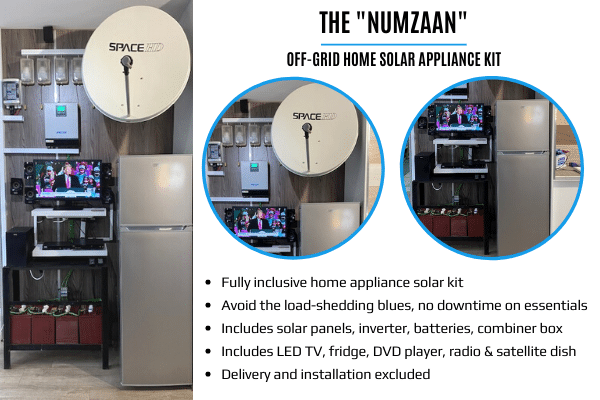 SPACE HD
THE "NUMZAAN"
OFF-GRID HOME SOLAR APPLIANCE KIT
SPACE HD
• Fully inclusive home appliance solar kit
• Avoid the load-shedding blues, no downtime on essentials
• Includes solar panels, inverter, batteries, combiner box
• Includes LED TV, fridge, DVD player, radio & satellite dish
• Delivery and installation excluded